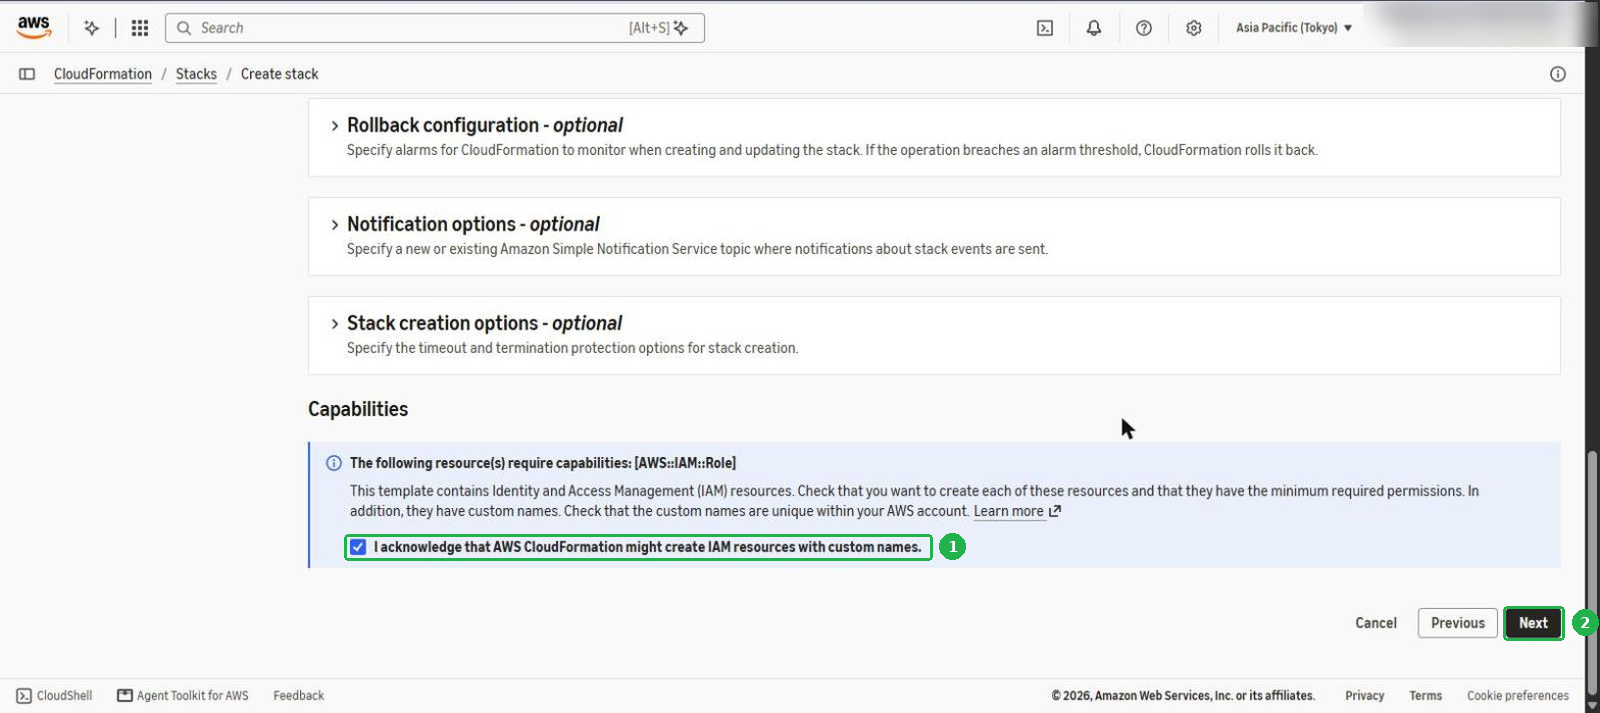 aws
Search
[Alt+S]
Asia Pacific (Tokyo)
CloudFormation / Stacks / Create stack
Rollback configuration - optional
Specify alarms for CloudFormation to monitor when creating and updating the stack. If the operation breaches an alarm threshold, CloudFormation rolls it back.
Notification options - optional
Specify a new or existing Amazon Simple Notification Service topic where notifications about stack events are sent.
Stack creation options - optional
Specify the timeout and termination protection options for stack creation.
Capabilities
The following resource(s) require capabilities: [AWS::IAM::Role]
This template contains Identity and Access Management (IAM) resources. Check that you want to create each of these resources and that they have the minimum required permissions. In
addition, they have custom names. Check that the custom names are unique within your AWS account. Learn more
I acknowledge that AWS CloudFormation might create IAM resources with custom names. 1
Cancel Previous Next 2
CloudShell Agent Toolkit for AWS Feedback © 2026, Amazon Web Services, Inc. or its affiliates. Privacy Terms Cookie preferences